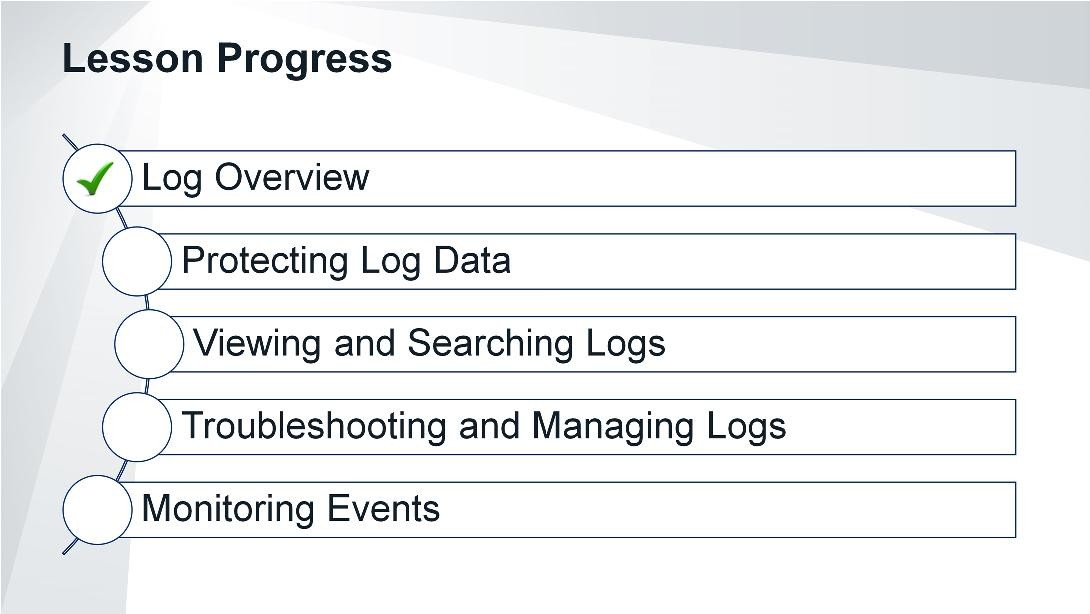 Lesson Progress
Log Overview
Protecting Log Data
Viewing and Searching Logs
Troubleshooting and Managing Logs
Monitoring Events